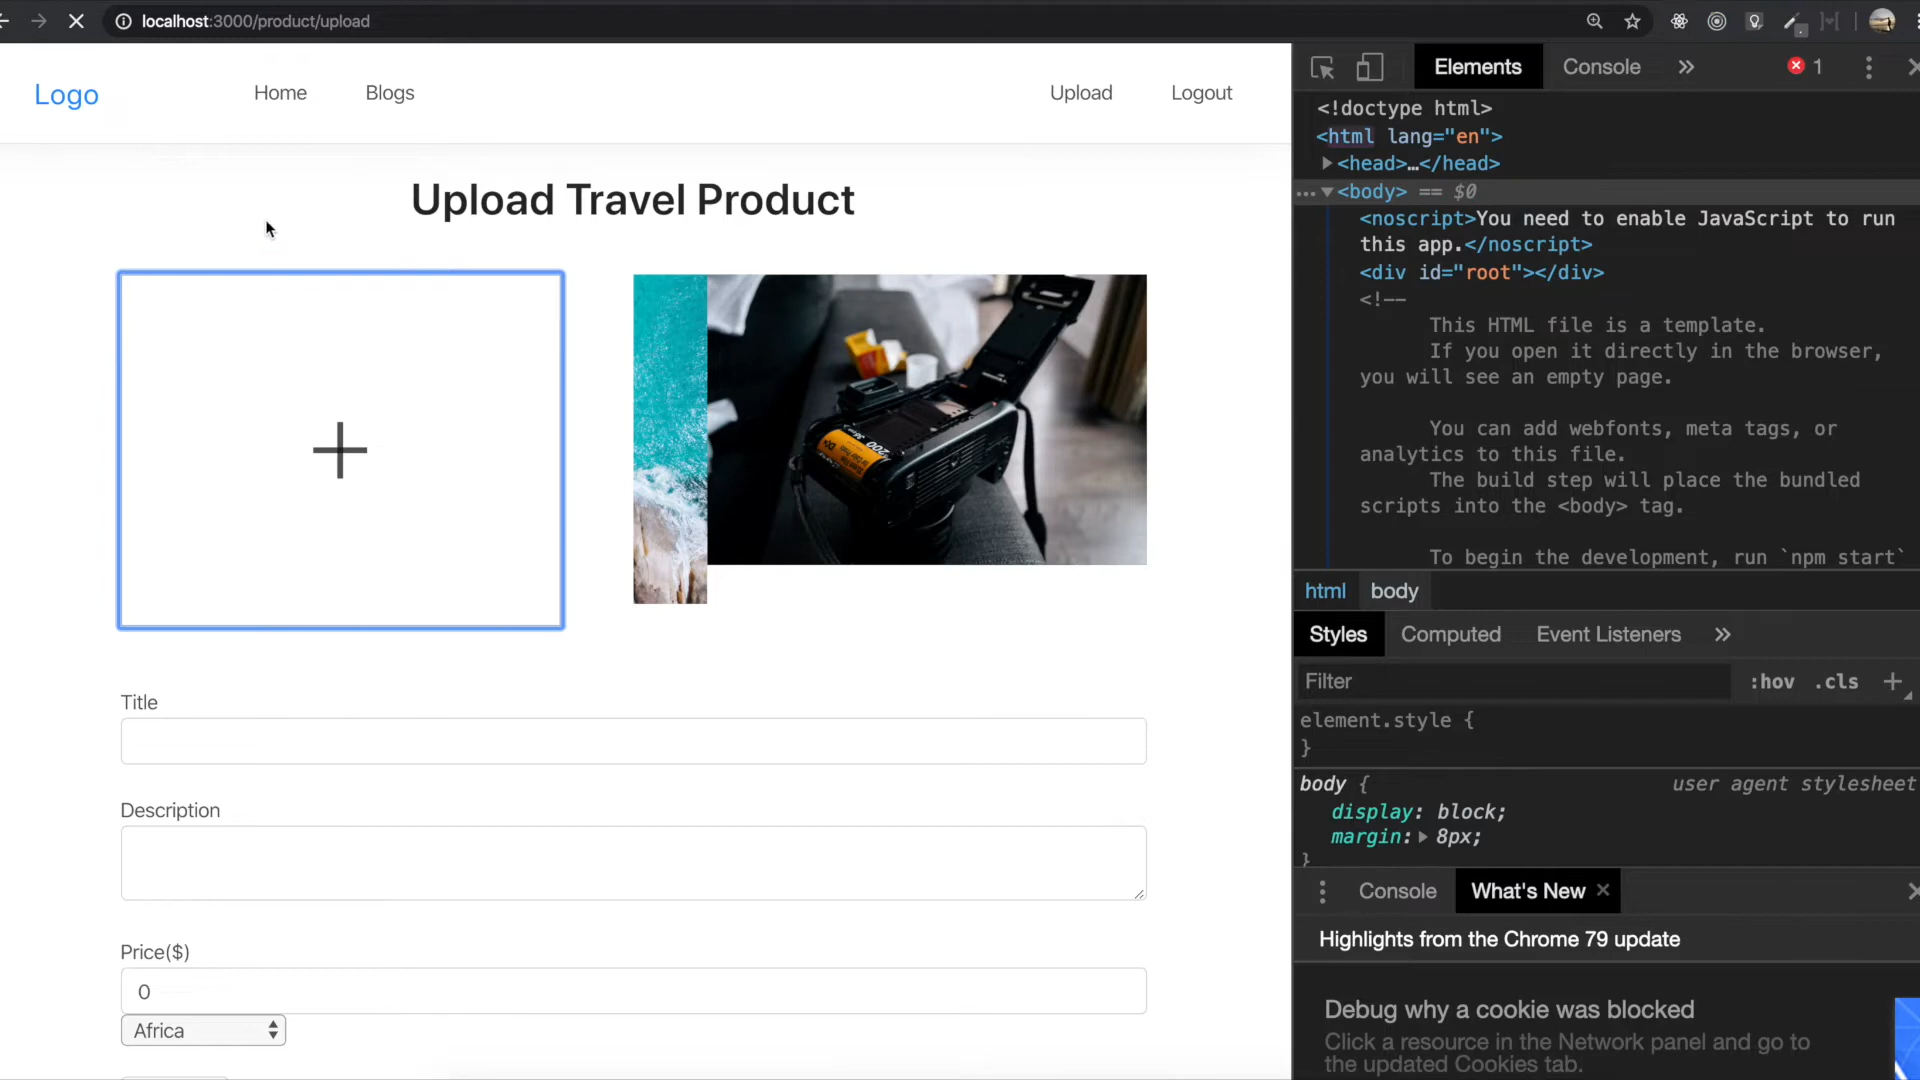 localhost:3000/product/upload
Logo
Home
Blogs
Upload
Logout
Upload Travel Product
Title
Description
Price($)
0
Africa
Elements
Console
1
<!doctype html>
<html lang="en">
<head>…</head>
<body> == $0
<noscript>You need to enable JavaScript to run
this app.</noscript>
<div id="root"></div>
<!--
This HTML file is a template.
If you open it directly in the browser,
you will see an empty page.
You can add webfonts, meta tags, or
analytics to this file.
The build step will place the bundled
scripts into the <body> tag.
To begin the development, run `npm start`
html
body
Styles
Computed
Event Listeners
Filter
:hov
.cls
element.style {
}
body {
user agent stylesheet
display: block;
margin: 8px;
}
Console
What's New
Highlights from the Chrome 79 update
Debug why a cookie was blocked
Click a resource in the Network panel and go to
the updated Cookies tab.